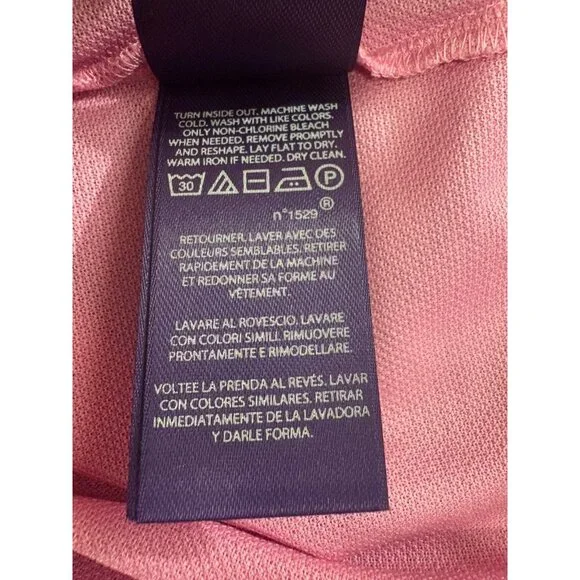 TURN INSIDE OUT. MACHINE WASH
COLD. WASH WITH LIKE COLORS.
ONLY NON-CHLORINE BLEACH
WHEN NEEDED. REMOVE PROMPTLY
AND RESHAPE. LAY FLAT TO DRY.
WARM IRON IF NEEDED. DRY CLEAN.
30 P
®
n°1529
RETOURNER, LAVER AVEC DES
COULEURS SEMBLABLES. RETIRER
RAPIDEMENT DE LA MACHINE
ET REDONNER SA FORME AU
VÊTEMENT.
LAVARE AL ROVESCIO, LAVARE
CON COLORI SIMILI. RIMUOVERE
PRONTAMENTE E RIMODELLARE.
VOLTEE LA PRENDA AL REVÉS. LAVAR
CON COLORES SIMILARES. RETIRAR
INMEDIATAMENTE DE LA LAVADORA
Y DARLE FORMA.